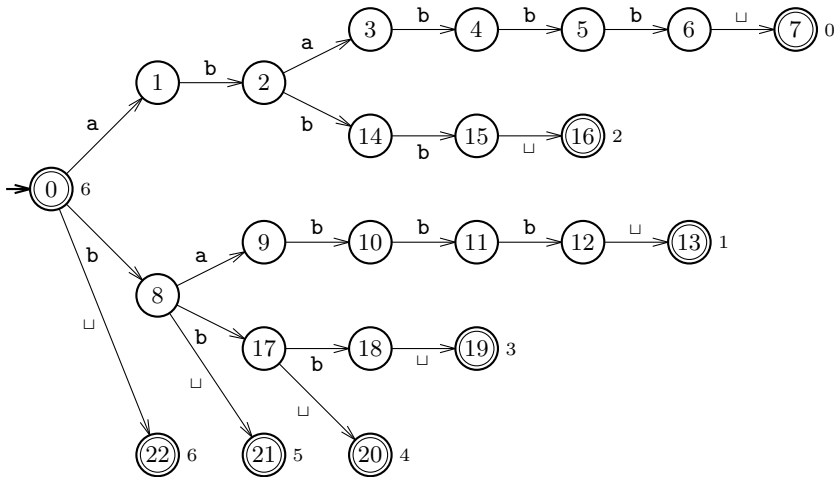 3 b 4 b 5 b 6 ␣ 7 0
a
1 b 2
b 14 b 15 ␣ 16 2
a
0 6
9 b 10 b 11 b 12 ␣ 13 1
b a
8
␣ b 17 b 18 ␣ 19 3
␣ ␣
22 6 21 5 20 4